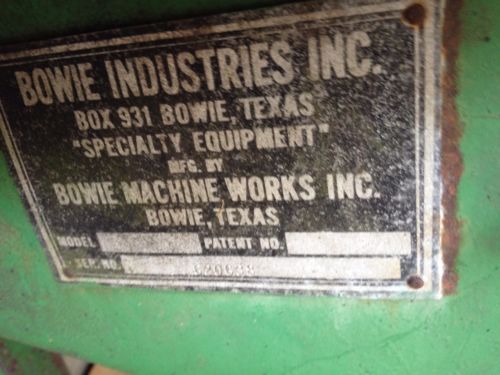 BOWIE INDUSTRIES INC.
BOX 931 BOWIE, TEXAS
"SPECIALTY EQUIPMENT"
MFG. BY
BOWIE MACHINE WORKS INC.
BOWIE, TEXAS
MODEL PATENT NO.
SER. NO.